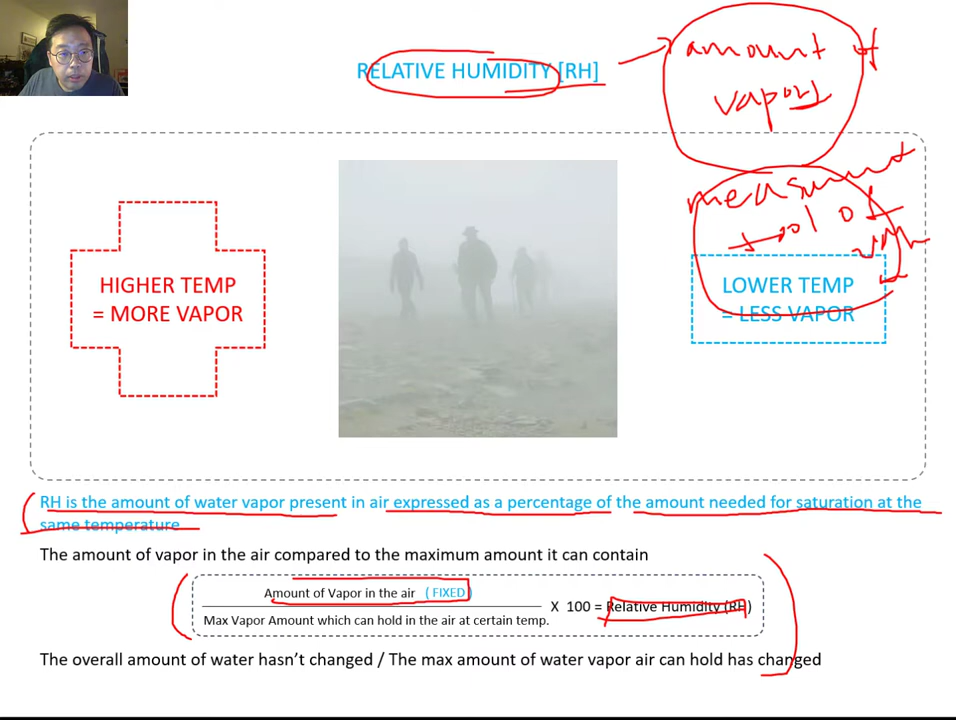 RELATIVE HUMIDITY [RH]
amount of
vapor
HIGHER TEMP
= MORE VAPOR
LOWER TEMP
= LESS VAPOR
RH is the amount of water vapor present in air expressed as a percentage of the amount needed for saturation at the
same temperature
The amount of vapor in the air compared to the maximum amount it can contain
Amount of Vapor in the air ( FIXED )
Max Vapor Amount which can hold in the air at certain temp.
X 100 = Relative Humidity (RH)
The overall amount of water hasn't changed / The max amount of water vapor air can hold has changed